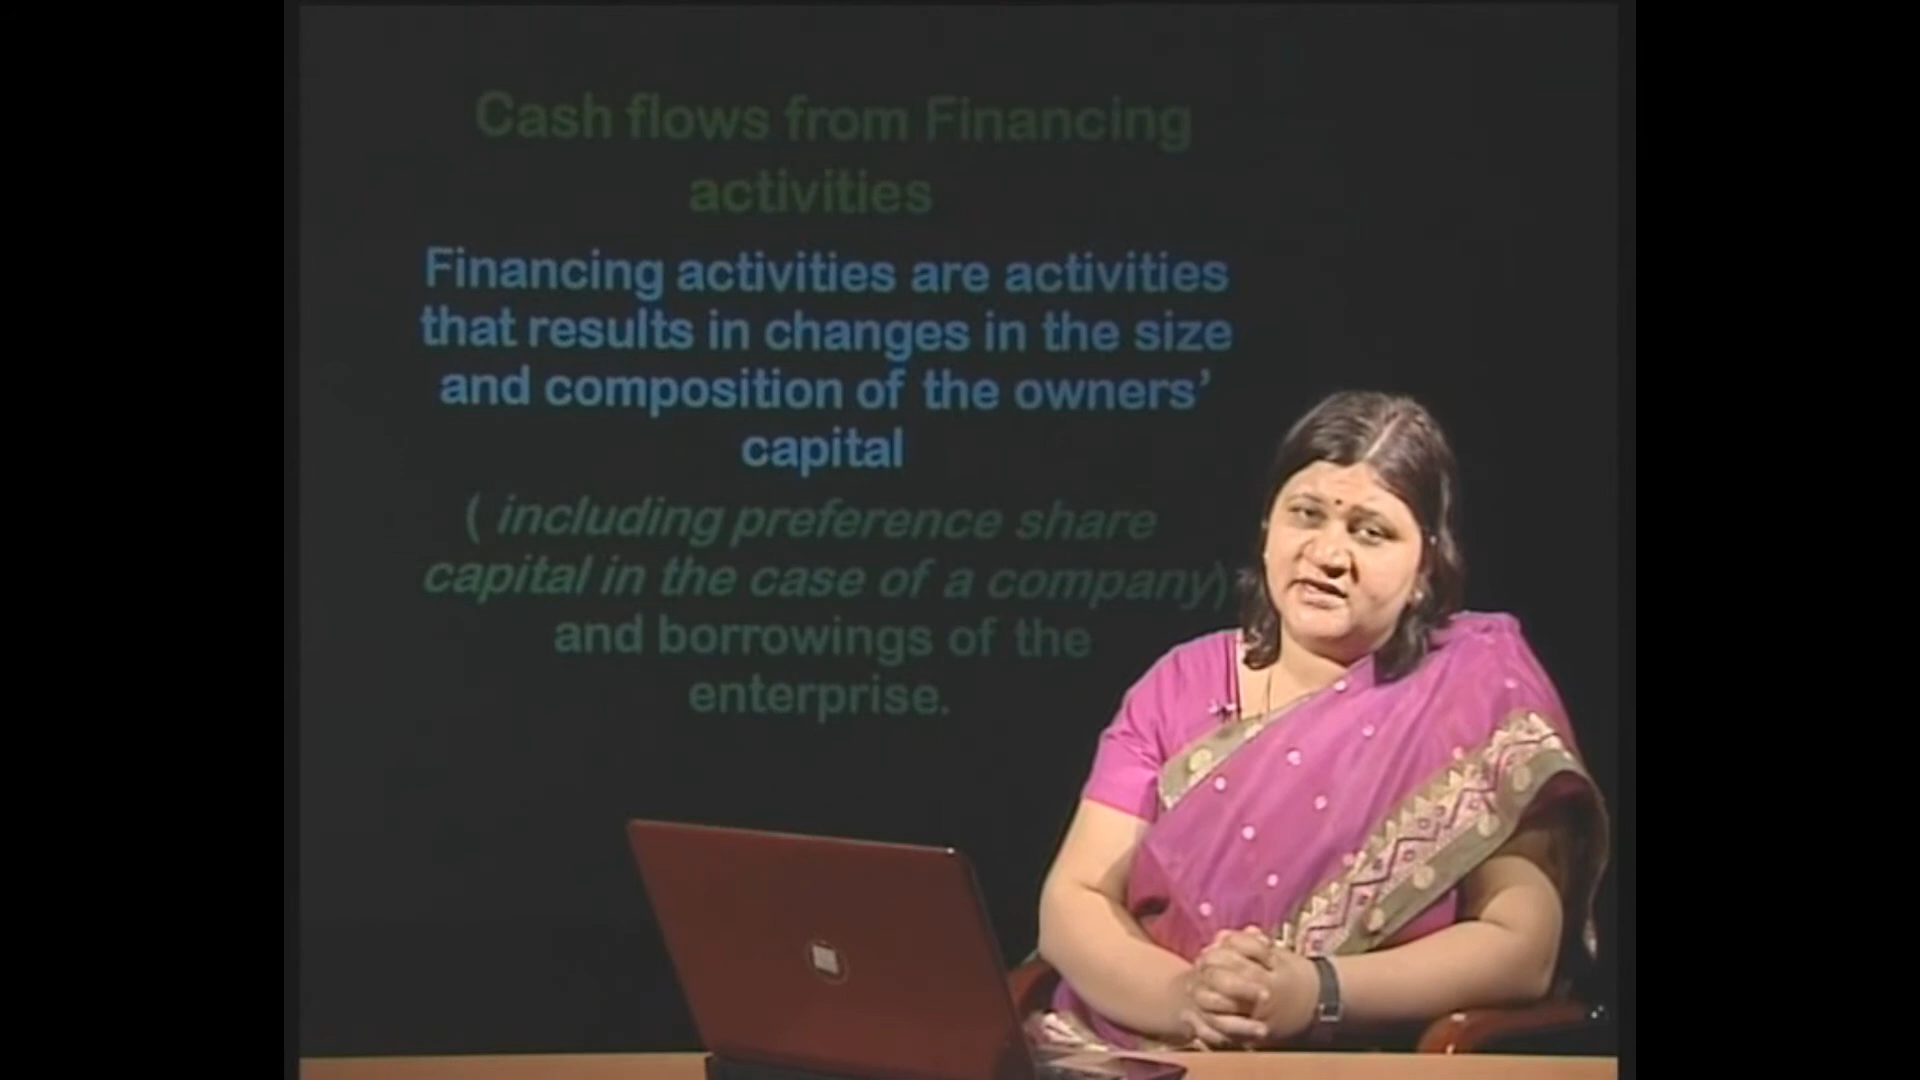 Cash flows from Financing
activities
Financing activities are activities
that results in changes in the size
and composition of the owners’
capital
( including preference share
capital in the case of a company)
and borrowings of the
enterprise.